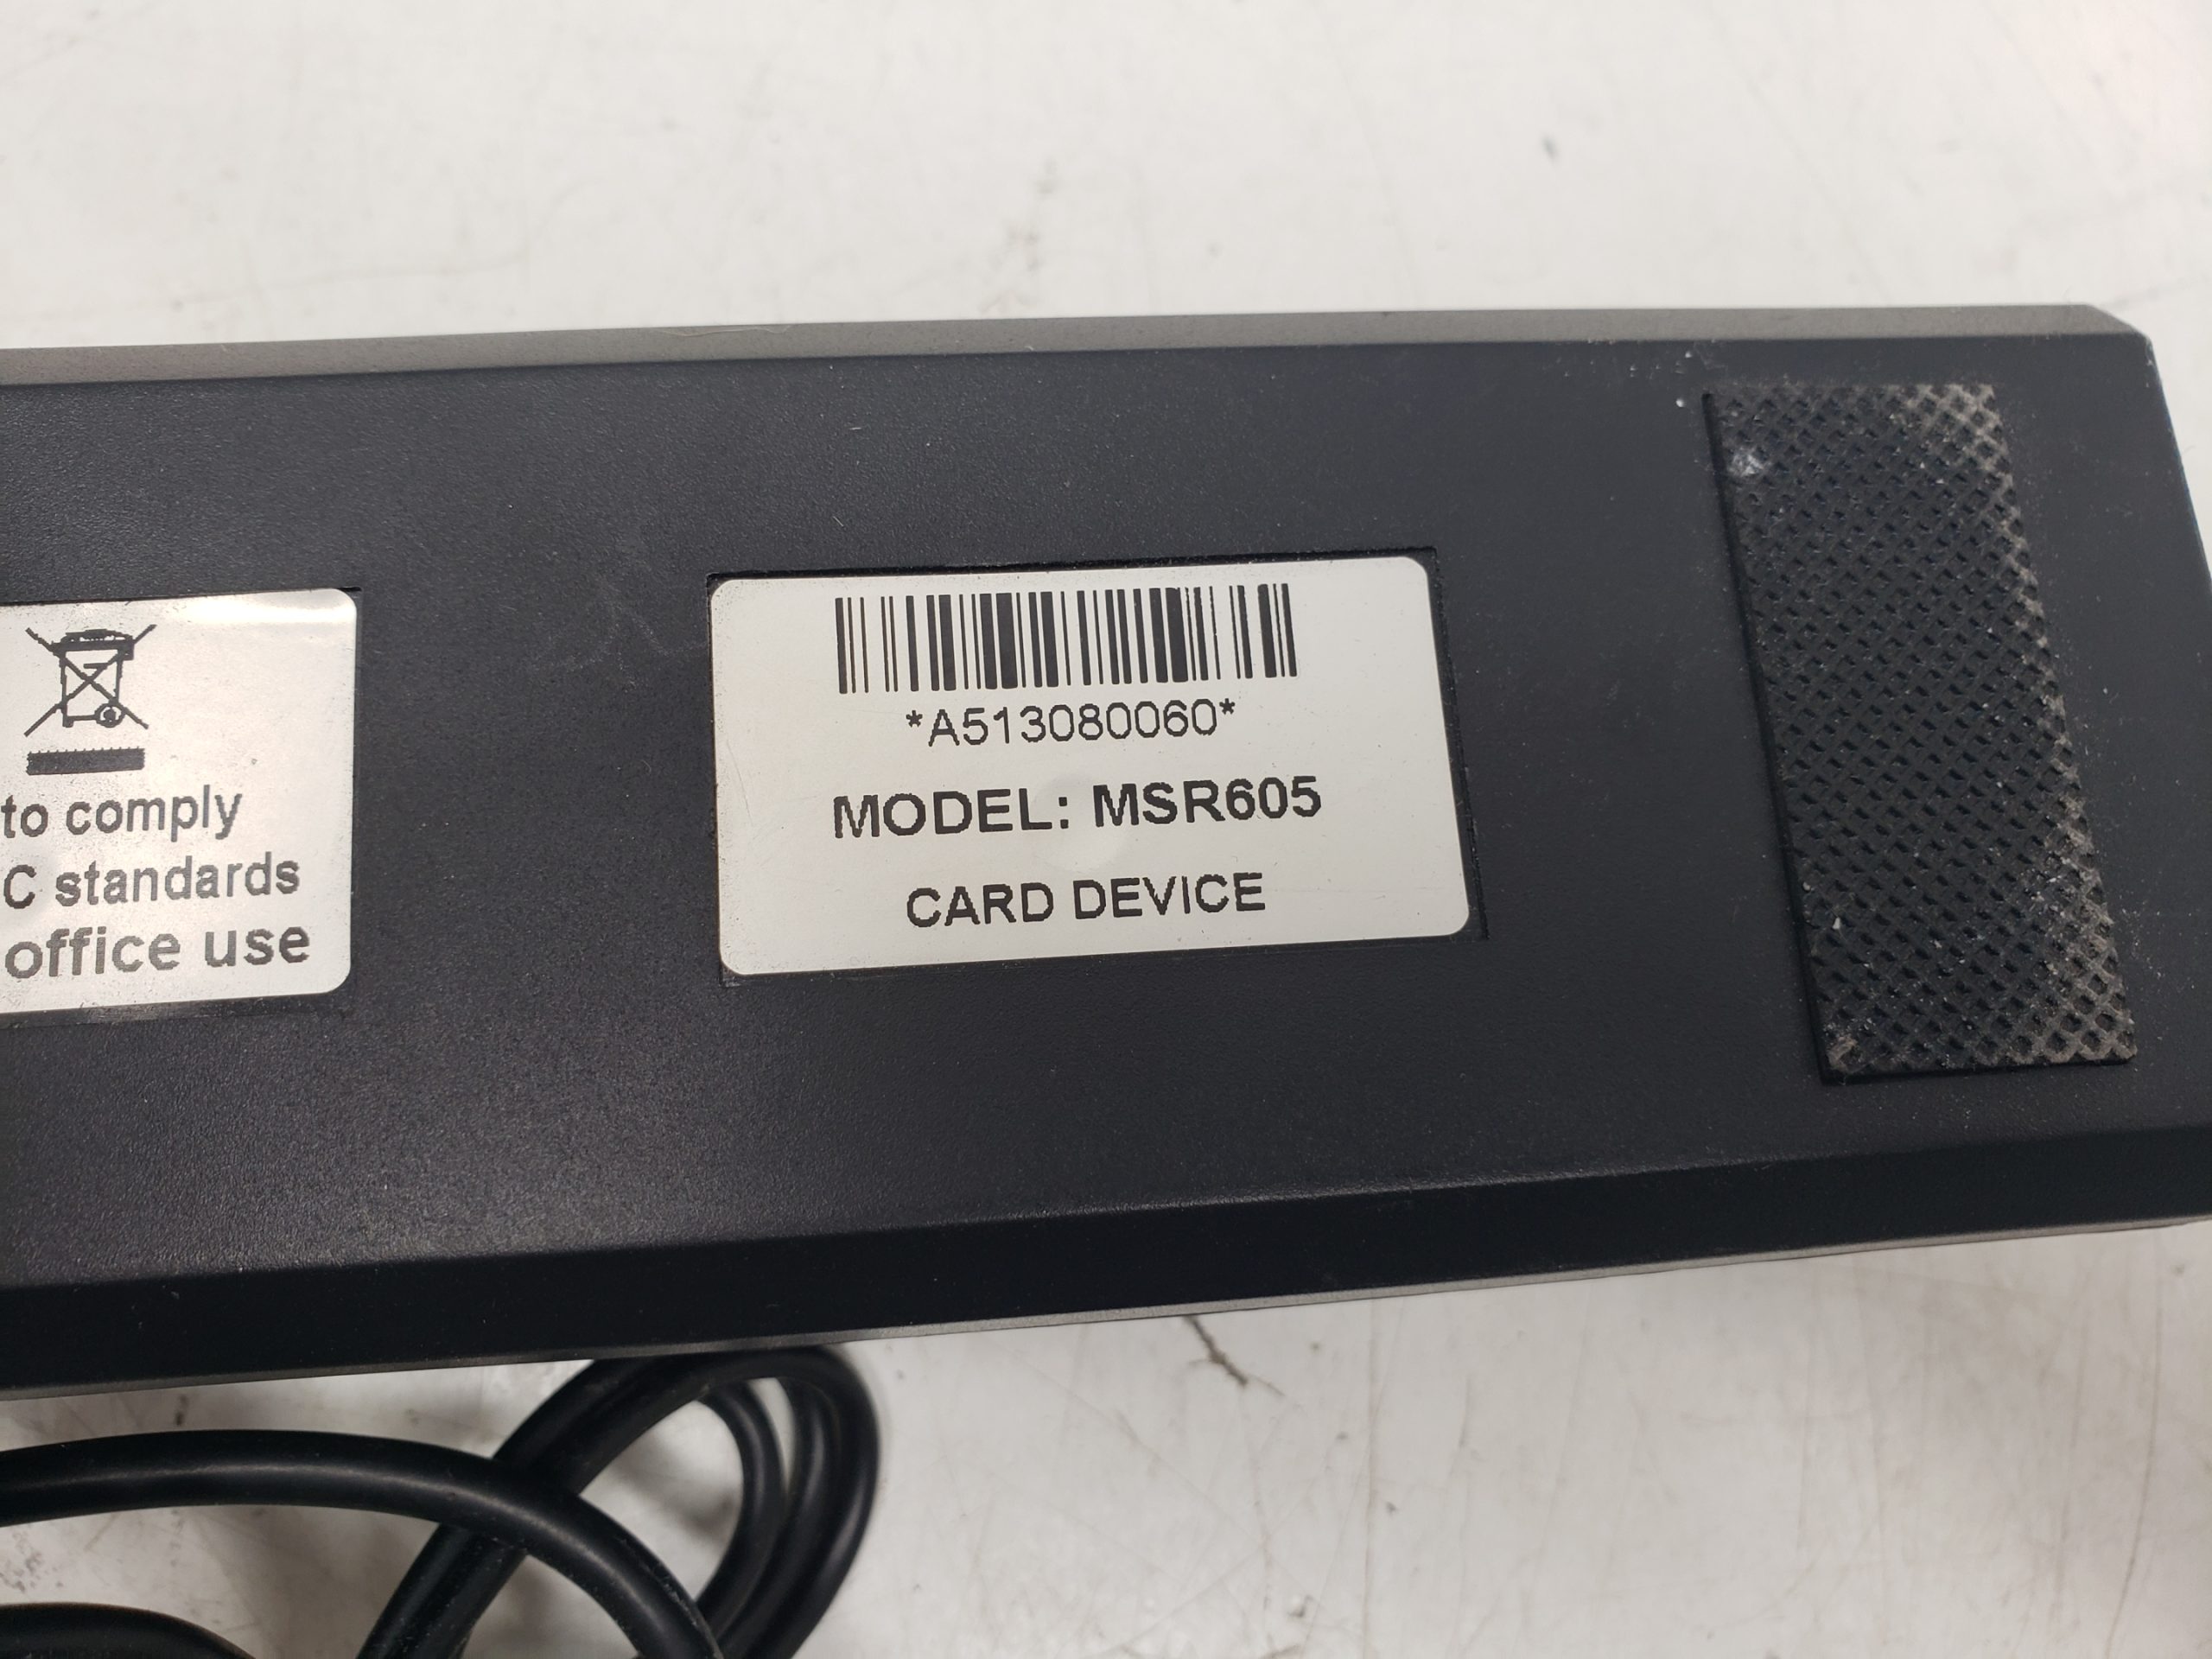 to comply
C standards
office use
*A513080060*
MODEL: MSR605
CARD DEVICE